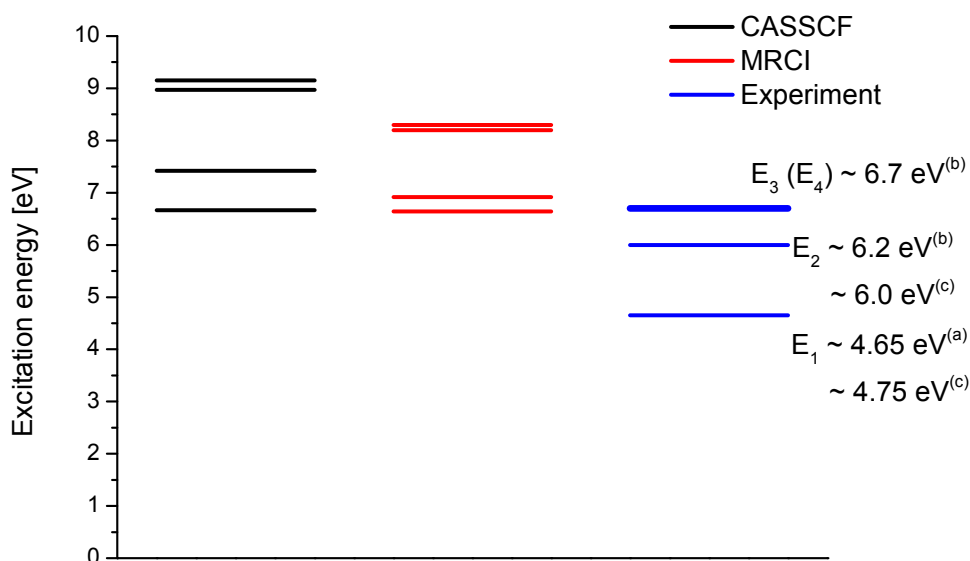 CASSCF
MRCI
Experiment
Excitation energy [eV]
10
9
8
7
6
5
4
3
2
1
0
E₃ (E₄) ~ 6.7 eV⁽ᵇ⁾
E₂ ~ 6.2 eV⁽ᵇ⁾
~ 6.0 eV⁽ᶜ⁾
E₁ ~ 4.65 eV⁽ᵃ⁾
~ 4.75 eV⁽ᶜ⁾